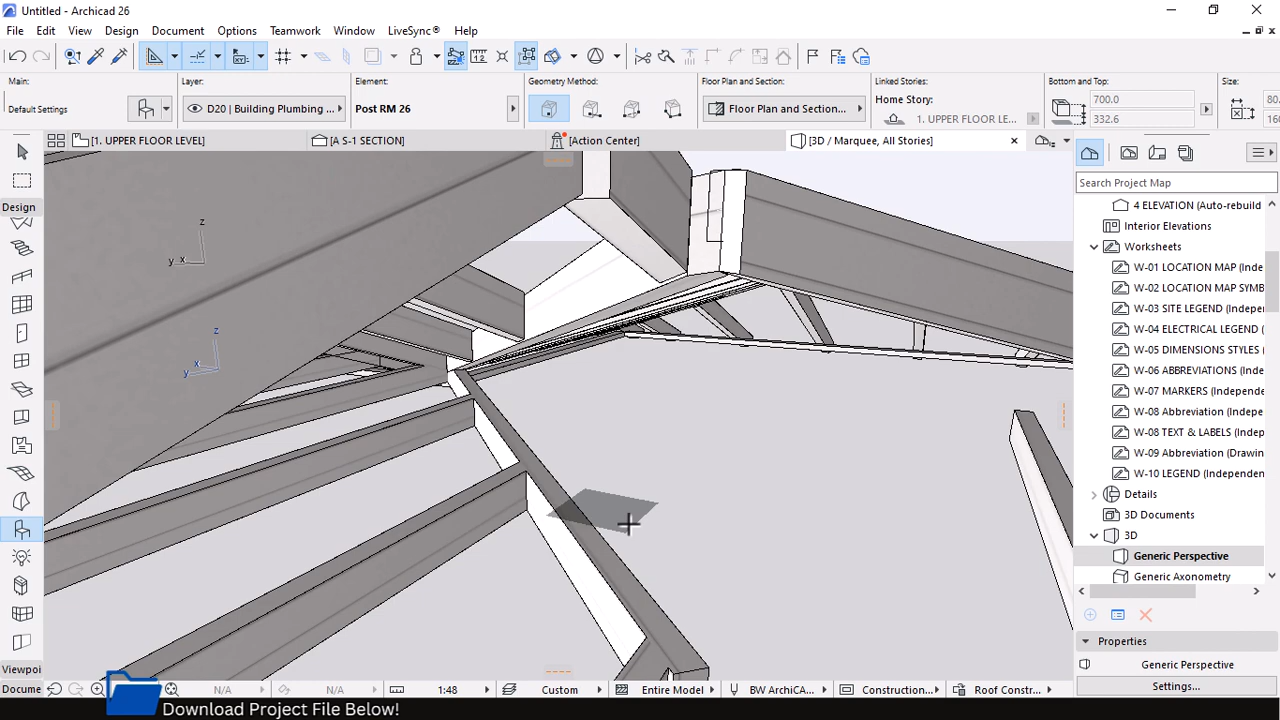 Untitled - Archicad 26
File Edit View Design Document Options Teamwork Window LiveSync® Help
Main: Layer: Element: Geometry Method: Floor Plan and Section: Linked Stories: Bottom and Top: Size:
Default Settings D20 | Building Plumbing ... Post RM 26 Floor Plan and Section... Home Story: 700.0 80.
1. UPPER FLOOR LE... 332.6 160
[1. UPPER FLOOR LEVEL] [A S-1 SECTION] [Action Center] [3D / Marquee, All Stories]
Search Project Map
Design
4 ELEVATION (Auto-rebuild
Interior Elevations
Worksheets
W-01 LOCATION MAP (Inde
W-02 LOCATION MAP SYMB
W-03 SITE LEGEND (Indepe
W-04 ELECTRICAL LEGEND (
W-05 DIMENSIONS STYLES
W-06 ABBREVIATIONS (Inde
W-07 MARKERS (Independe
W-08 Abbreviation (Indepe
W-08 TEXT & LABELS (Indep
W-09 Abbreviation (Drawin
W-10 LEGEND (Independen
Details
3D Documents
3D
Generic Perspective
Generic Axonometry
z
y x
z
x
y
Properties
Generic Perspective
Settings...
Viewpoi
Docume N/A N/A 1:48 Custom Entire Model BW ArchiCA... Construction... Roof Constr...
Download Project File Below!